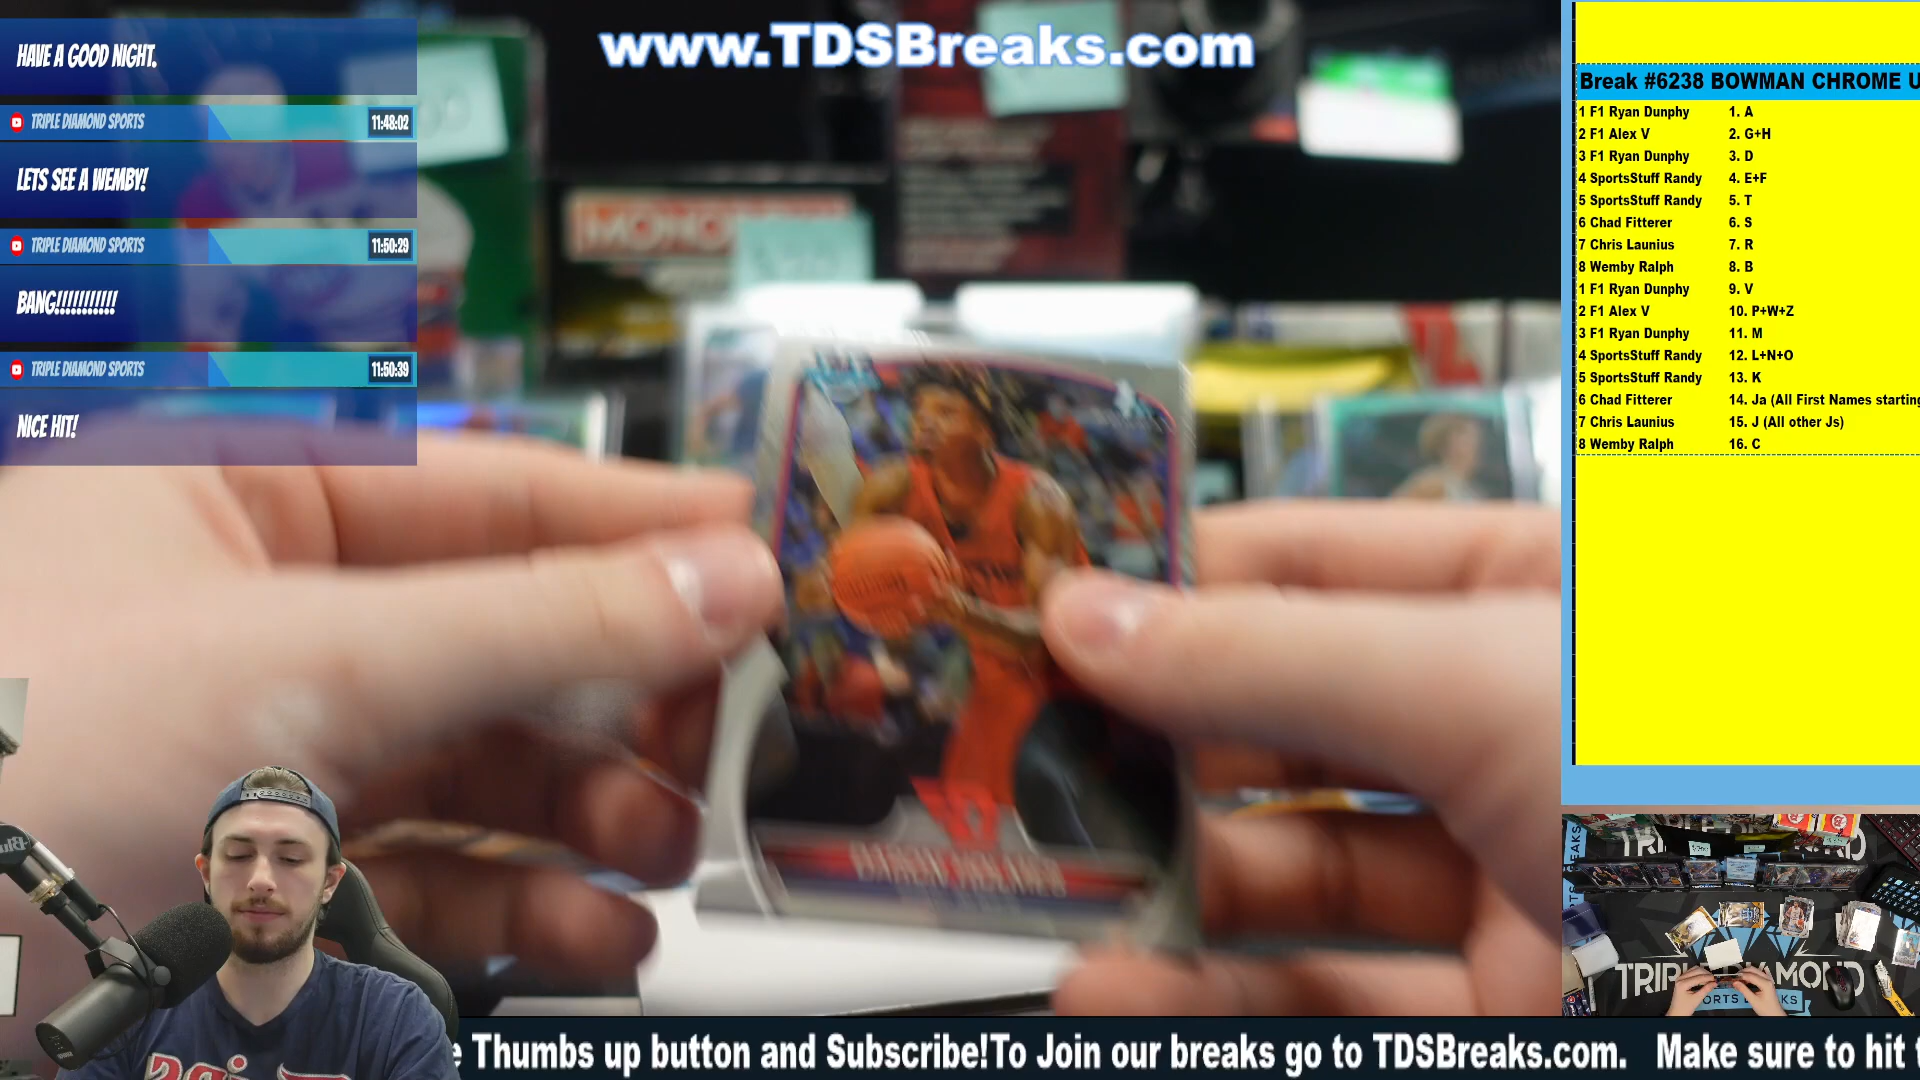 www.TDSBreaks.com
HAVE A GOOD NIGHT.
TRIPLE DIAMOND SPORTS 11:48:02
LETS SEE A WEMBY!
TRIPLE DIAMOND SPORTS 11:50:29
BANG!!!!!!!!!!!
TRIPLE DIAMOND SPORTS 11:50:39
NICE HIT!
MONO
Break #6238 BOWMAN CHROME U
1 F1 Ryan Dunphy 1. A
2 F1 Alex V 2. G+H
3 F1 Ryan Dunphy 3. D
4 SportsStuff Randy 4. E+F
5 SportsStuff Randy 5. T
6 Chad Fitterer 6. S
7 Chris Launius 7. R
8 Wemby Ralph 8. B
1 F1 Ryan Dunphy 9. V
2 F1 Alex V 10. P+W+Z
3 F1 Ryan Dunphy 11. M
4 SportsStuff Randy 12. L+N+O
5 SportsStuff Randy 13. K
6 Chad Fitterer 14. Ja (All First Names starting
7 Chris Launius 15. J (All other Js)
8 Wemby Ralph 16. C
e Thumbs up button and Subscribe!To Join our breaks go to TDSBreaks.com. Make sure to hit t